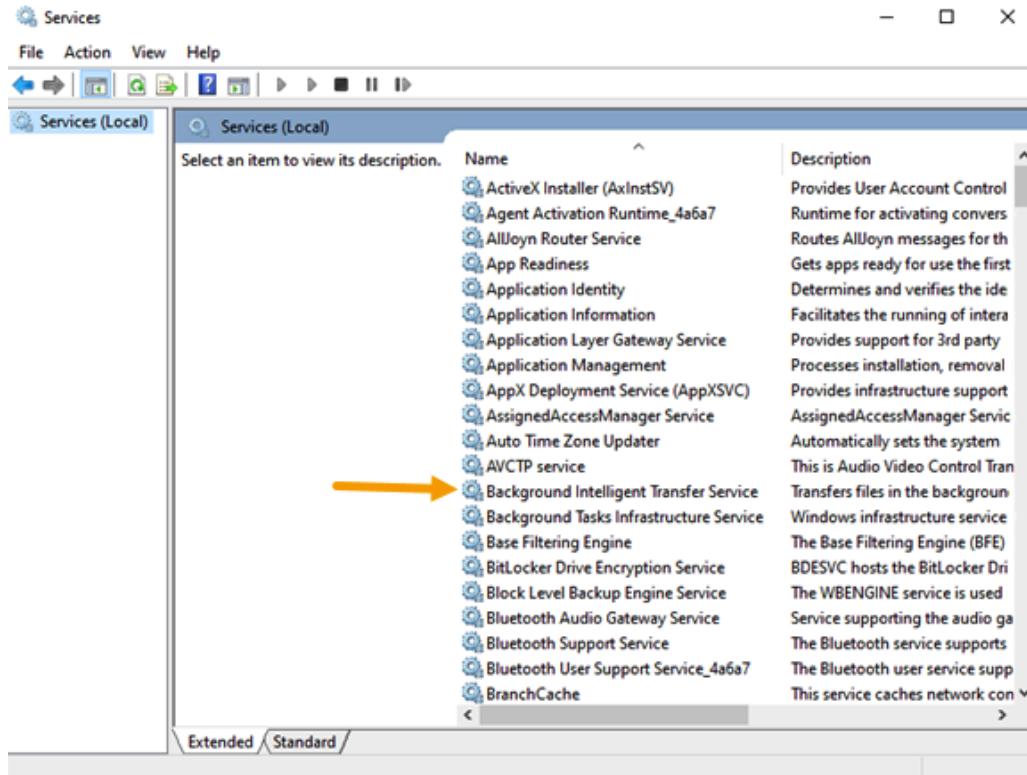 Services
File Action View Help
Services (Local)
Services (Local)
Select an item to view its description.
Name Description
ActiveX Installer (AxInstSV) Provides User Account Control
Agent Activation Runtime_4a6a7 Runtime for activating convers
AllJoyn Router Service Routes AllJoyn messages for th
App Readiness Gets apps ready for use the first
Application Identity Determines and verifies the ide
Application Information Facilitates the running of intera
Application Layer Gateway Service Provides support for 3rd party
Application Management Processes installation, removal
AppX Deployment Service (AppXSVC) Provides infrastructure support
AssignedAccessManager Service AssignedAccessManager Servic
Auto Time Zone Updater Automatically sets the system
AVCTP service This is Audio Video Control Tran
Background Intelligent Transfer Service Transfers files in the backgroun
Background Tasks Infrastructure Service Windows infrastructure service
Base Filtering Engine The Base Filtering Engine (BFE)
BitLocker Drive Encryption Service BDESVC hosts the BitLocker Dri
Block Level Backup Engine Service The WBENGINE service is used
Bluetooth Audio Gateway Service Service supporting the audio ga
Bluetooth Support Service The Bluetooth service supports
Bluetooth User Support Service_4a6a7 The Bluetooth user service supp
BranchCache This service caches network con
Extended Standard